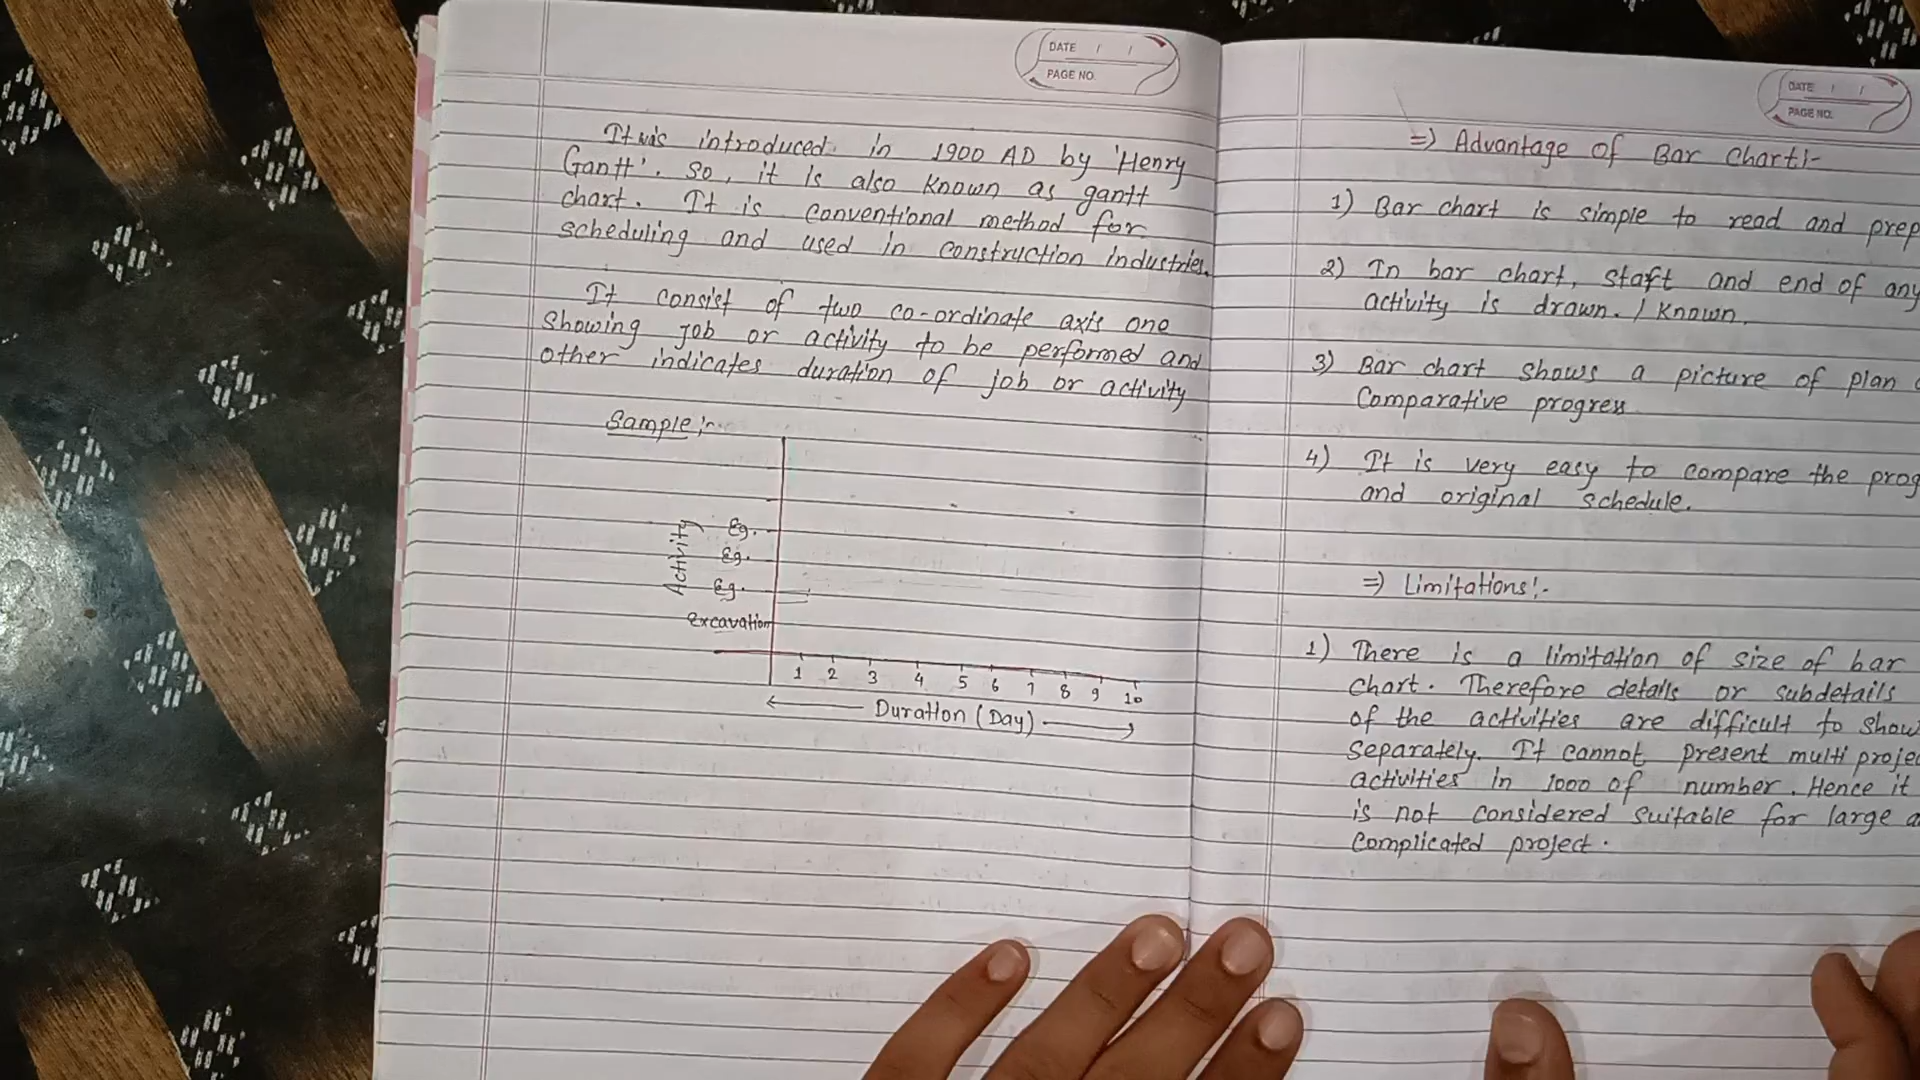 DATE / /
PAGE NO.
It was introduced in 1900 AD by 'Henry
Gantt'. So, it is also known as gantt
chart. It is conventional method for
scheduling and used in construction industries.
It consist of two co-ordinate axis one
showing job or activity to be performed and
other indicates duration of job or activity
Sample:-
Activity
Eg.
Eg.
Eg.
Excavation
1 2 3 4 5 6 7 8 9 10
Duration (Day)
DATE / /
PAGE NO.
=) Advantage of Bar Chart:-
1) Bar chart is simple to read and prep
2) In bar chart, start and end of any
activity is drawn. / Known.
3) Bar chart shows a picture of plan
Comparative progress
4) It is very easy to compare the prog
and original schedule.
=) Limitations:-
1) There is a limitation of size of bar
chart. Therefore details or subdetails
of the activities are difficult to show
separately. It cannot present multi proje
activities in 1000 of number. Hence it
is not considered suitable for large a
complicated project.